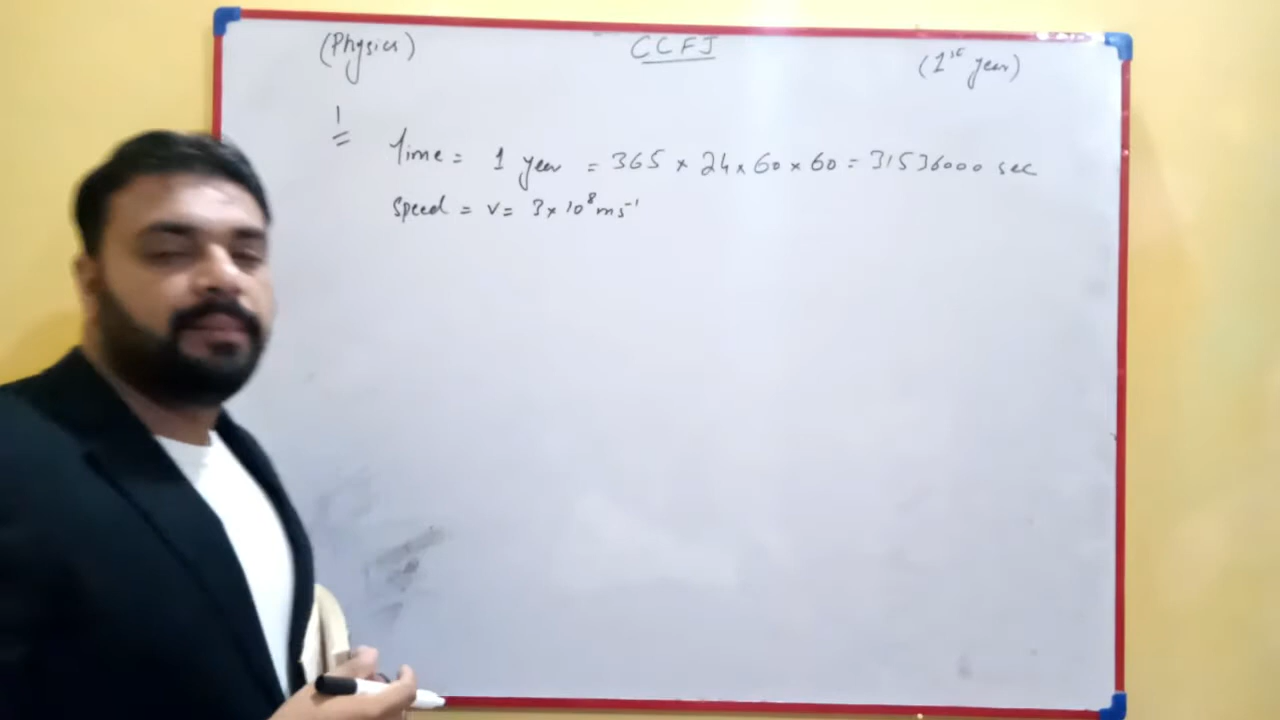 (Physics) CCFJ (1st year)
1
Time = 1 year = 365 × 24 × 60 × 60 = 31536000 sec
Speed = v = 3×10⁸ ms⁻¹